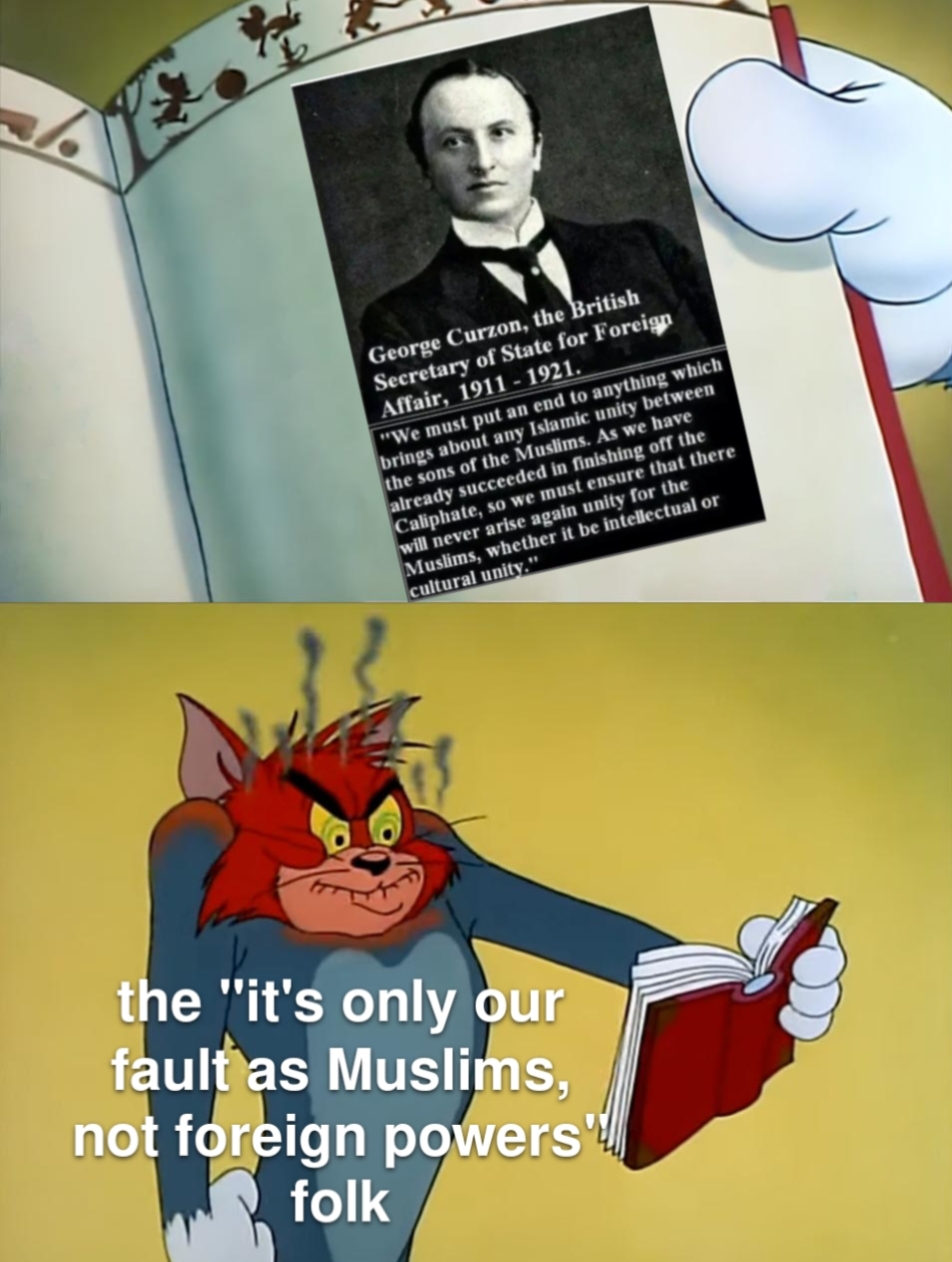 George Curzon, the British
Secretary of State for Foreign
Affair, 1911 - 1921.
"We must put an end to anything which
brings about any Islamic unity between
the sons of the Muslims. As we have
already succeeded in finishing off the
Caliphate, so we must ensure that there
will never arise again unity for the
Muslims, whether it be intellectual or
cultural unity."
the "it's only our
fault as Muslims,
not foreign powers"
folk